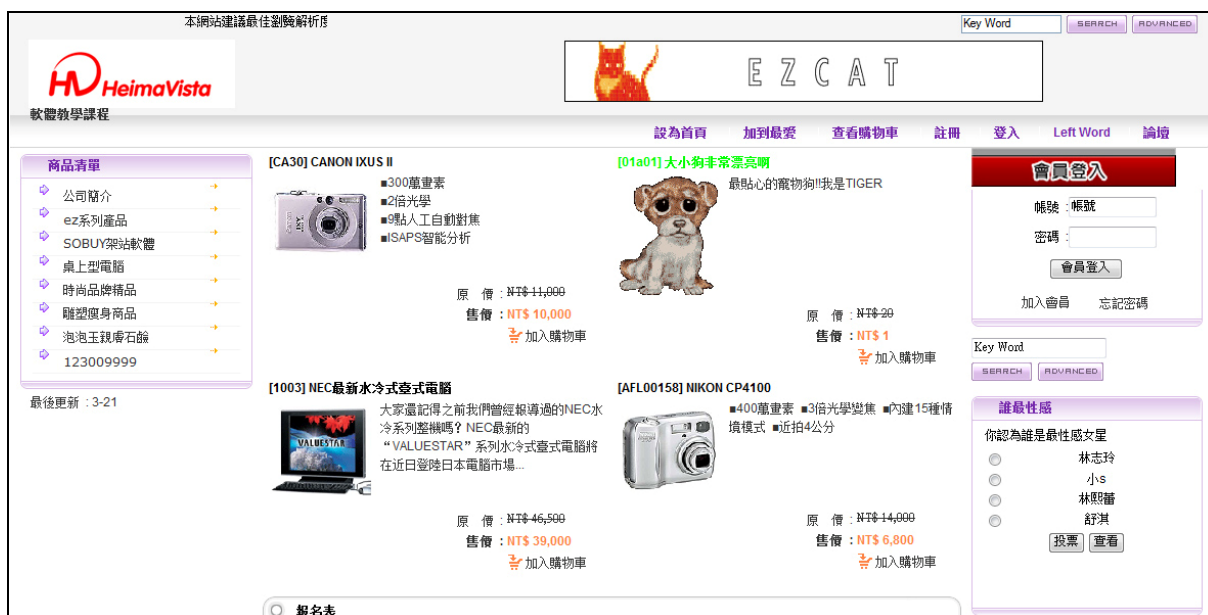 本網站建議最佳瀏覽解析度
Key Word
SEARCH
ADVANCED
HeimaVista
軟體教學課程
EZCAT
設為首頁
加到最愛
查看購物車
註冊
登入
Left Word
論壇
商品清單
公司簡介
ez系列產品
SOBUY架站軟體
桌上型電腦
時尚品牌精品
雕塑瘦身商品
泡泡玉親膚石鹼
123009999
最後更新 :3-21
[CA30] CANON IXUS II
■300萬畫素
■2倍光學
■9點人工自動對焦
■ISAPS智能分析
原 價 :NT$ 11,000
售價 :NT$ 10,000
加入購物車
[01a01] 大小狗非常漂亮啊
最貼心的寵物狗!!我是TIGER
原 價 :NT$ 20
售價 :NT$ 1
加入購物車
[1003] NEC最新水冷式臺式電腦
VALUESTAR
大家還記得之前我們曾經報導過的NEC水
冷系列整機嗎? NEC最新的
“VALUESTAR”系列水冷式臺式電腦將
在近日登陸日本電腦市場...
原 價 :NT$ 46,500
售價 :NT$ 39,000
加入購物車
[AFL00158] NIKON CP4100
■400萬畫素 ■3倍光學變焦 ■內建15種情
境模式 ■近拍4公分
原 價 :NT$ 14,000
售價 :NT$ 6,800
加入購物車
報名表
會員登入
帳號 :帳號
密碼 :
會員登入
加入會員
忘記密碼
Key Word
SEARCH
ADVANCED
誰最性感
你認為誰是最性感女星
林志玲
小s
林熙蕾
舒淇
投票
查看